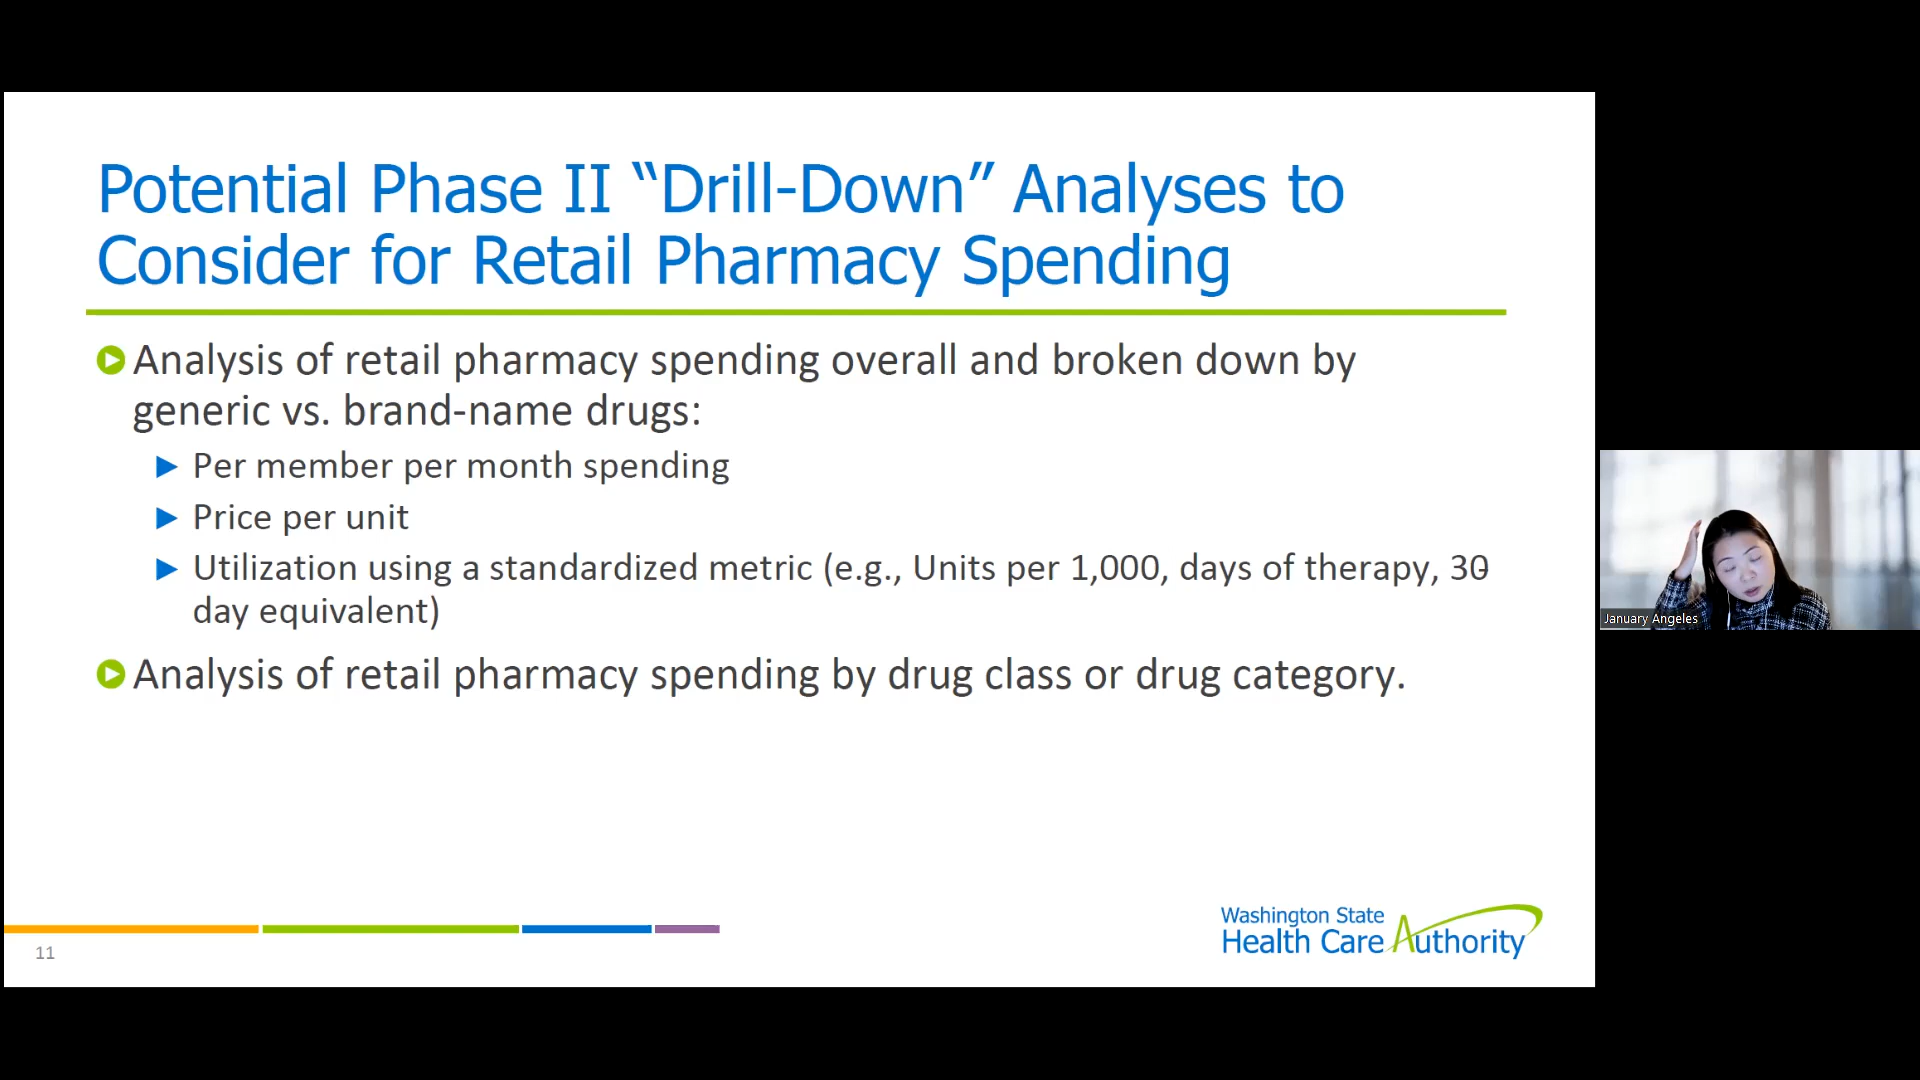 Potential Phase II “Drill-Down” Analyses to
Consider for Retail Pharmacy Spending
Analysis of retail pharmacy spending overall and broken down by
generic vs. brand-name drugs:
Per member per month spending
Price per unit
Utilization using a standardized metric (e.g., Units per 1,000, days of therapy, 30-
day equivalent)
Analysis of retail pharmacy spending by drug class or drug category.
January Angeles
Washington State
Health Care Authority
11